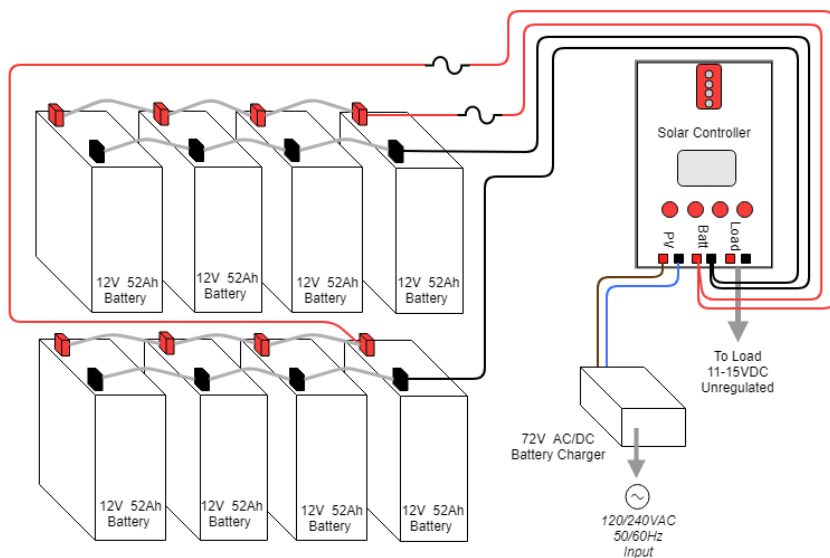 Solar Controller
PV
Batt
Load
12V 52Ah
Battery
12V 52Ah
Battery
12V 52Ah
Battery
12V 52Ah
Battery
To Load
11-15VDC
Unregulated
72V AC/DC
Battery Charger
12V 52Ah
Battery
12V 52Ah
Battery
12V 52Ah
Battery
12V 52Ah
Battery
120/240VAC
50/60Hz
Input